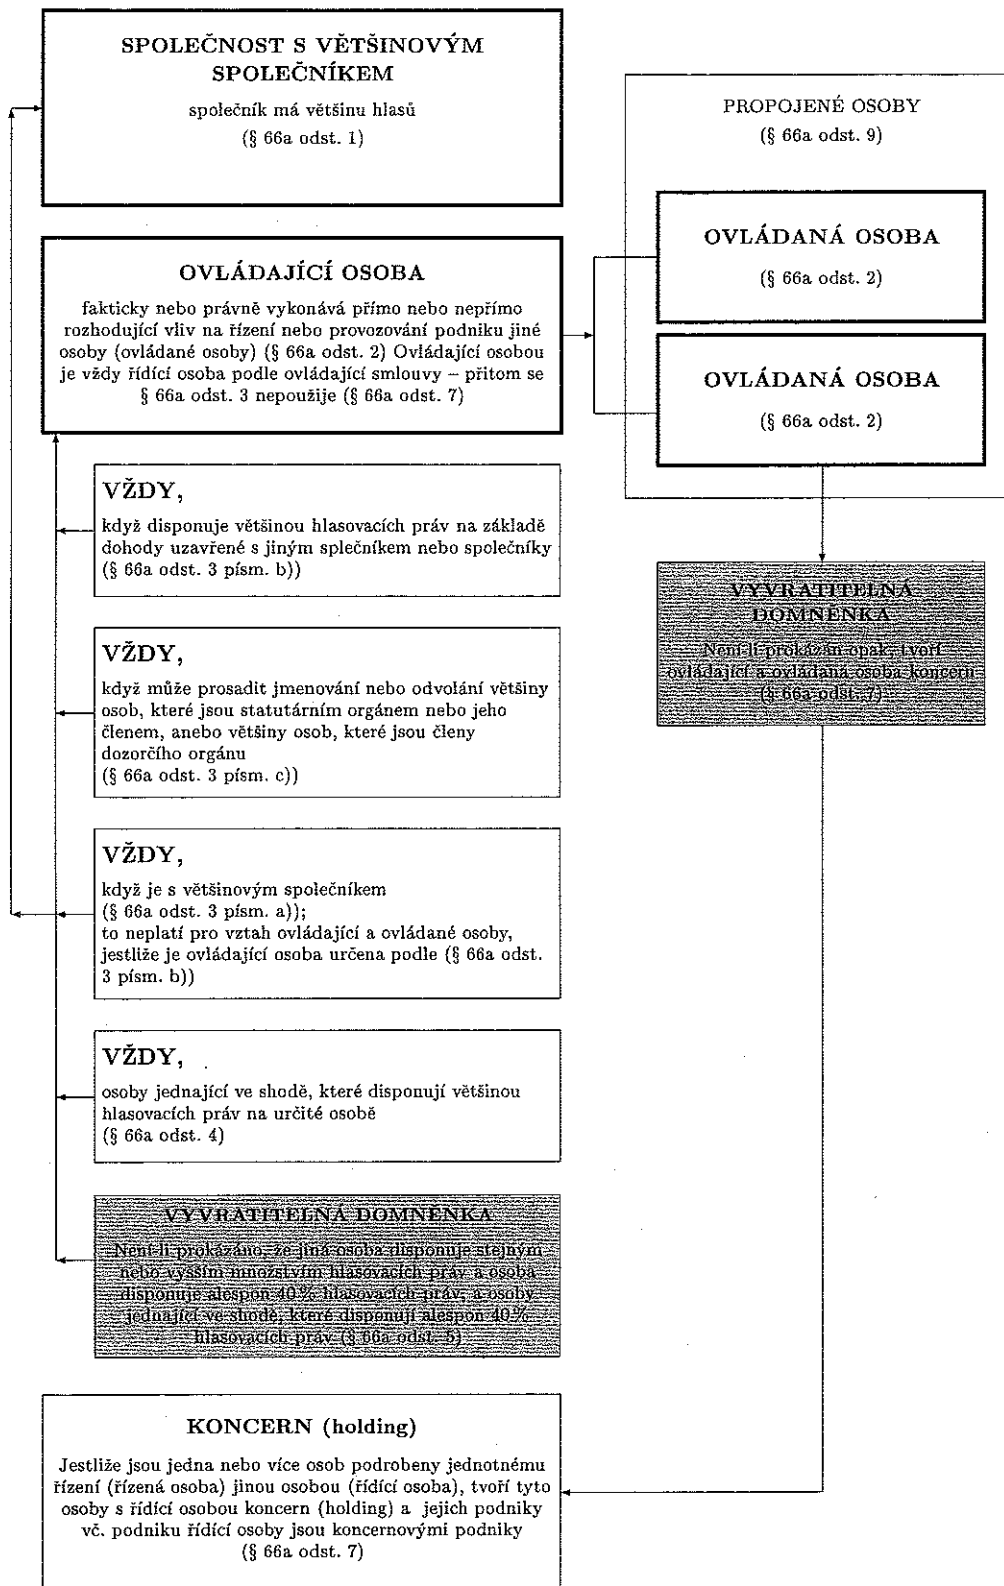 SPOLEČNOST S VĚTŠINOVÝM
SPOLEČNÍKEM
společník má většinu hlasů
(§ 66a odst. 1)
PROPOJENÉ OSOBY
(§ 66a odst. 9)
OVLÁDANÁ OSOBA
(§ 66a odst. 2)
OVLÁDANÁ OSOBA
(§ 66a odst. 2)
OVLÁDAJÍCÍ OSOBA
fakticky nebo právně vykonává přímo nebo nepřímo
rozhodující vliv na řízení nebo provozování podniku jiné
osoby (ovládané osoby) (§ 66a odst. 2) Ovládající osobou
je vždy řídící osoba podle ovládající smlouvy – přitom se
§ 66a odst. 3 nepoužije (§ 66a odst. 7)
VŽDY,
když disponuje většinou hlasovacích práv na základě
dohody uzavřené s jiným splečníkem nebo společníky
(§ 66a odst. 3 písm. b))
VYVRATITELNÁ
DOMNĚNKA
Není-li prokázán opak, tvoří
ovládající a ovládaná osoba koncern
(§ 66a odst. 7)
VŽDY,
když může prosadit jmenování nebo odvolání většiny
osob, které jsou statutárním orgánem nebo jeho
členem, anebo většiny osob, které jsou členy
dozorčího orgánu
(§ 66a odst. 3 písm. c))
VŽDY,
když je s většinovým společníkem
(§ 66a odst. 3 písm. a));
to neplatí pro vztah ovládající a ovládané osoby,
jestliže je ovládající osoba určena podle (§ 66a odst.
3 písm. b))
VŽDY,
osoby jednající ve shodě, které disponují většinou
hlasovacích práv na určité osobě
(§ 66a odst. 4)
VYVRATITELNÁ DOMNĚNKA
Není-li prokázáno, že jiná osoba disponuje stejným
nebo vyšším množstvím hlasovacích práv a osoba
disponuje alespoň 40% hlasovacích práv, a osoby
jednající ve shodě, které disponují alespoň 40%
hlasovacích práv (§ 66a odst. 5)
KONCERN (holding)
Jestliže jsou jedna nebo více osob podrobeny jednotnému
řízení (řízená osoba) jinou osobou (řídící osoba), tvoří tyto
osoby s řídící osobou koncern (holding) a jejich podniky
vč. podniku řídící osoby jsou koncernovými podniky
(§ 66a odst. 7)